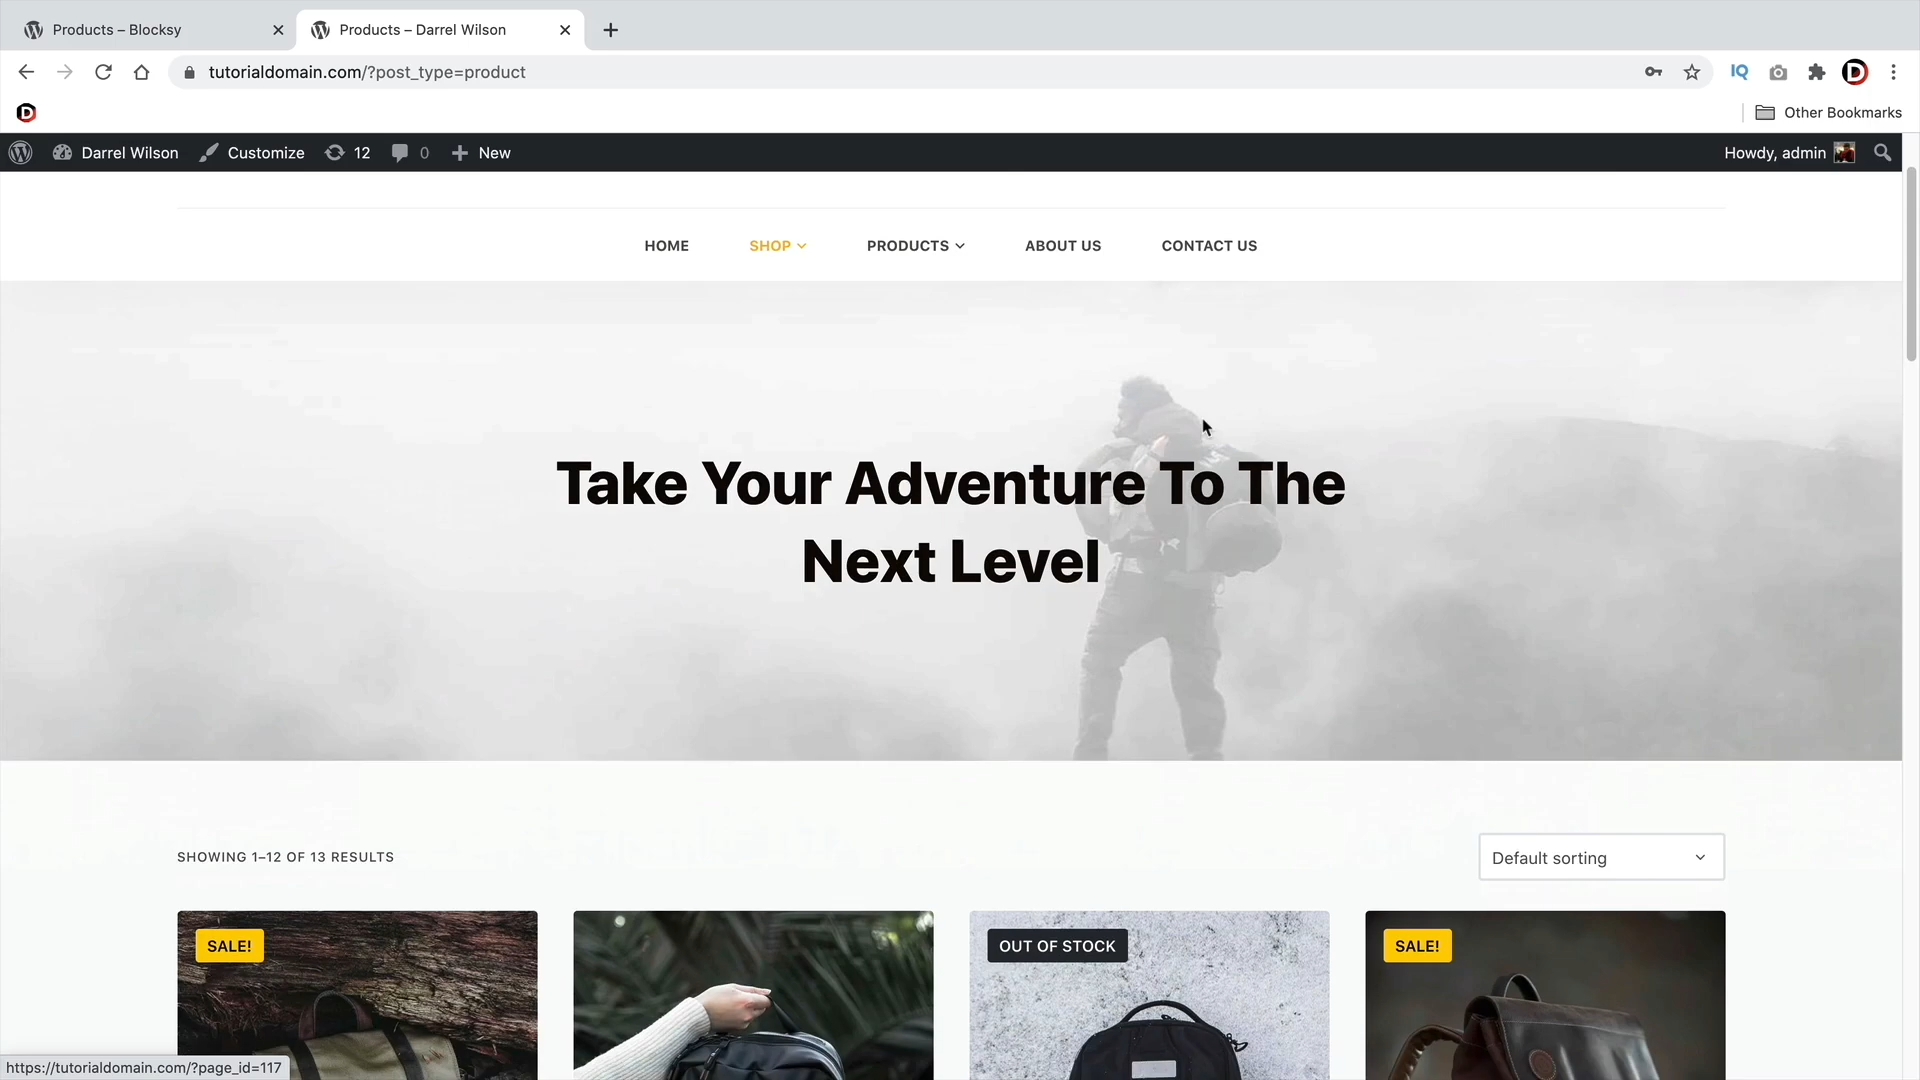 Products – Blocksy
Products – Darrel Wilson
tutorialdomain.com/?post_type=product
IQ
D
D
Other Bookmarks
Darrel Wilson
Customize
12
0
New
Howdy, admin
HOME
SHOP
PRODUCTS
ABOUT US
CONTACT US
Take Your Adventure To The
Next Level
SHOWING 1–12 OF 13 RESULTS
Default sorting
SALE!
OUT OF STOCK
SALE!
https://tutorialdomain.com/?page_id=117